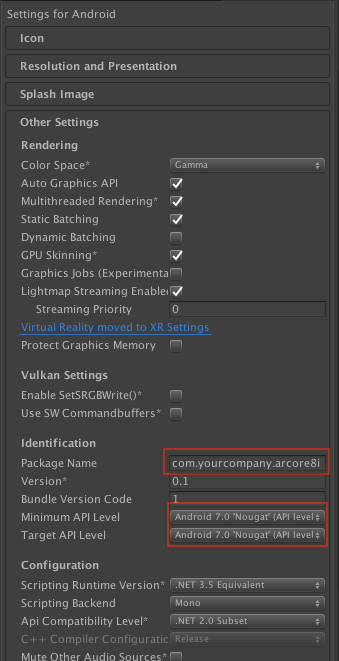 Settings for Android
Icon
Resolution and Presentation
Splash Image
Other Settings
Rendering
Color Space* Gamma
Auto Graphics API
Multithreaded Rendering*
Static Batching
Dynamic Batching
GPU Skinning*
Graphics Jobs (Experimenta
Lightmap Streaming Enable
Streaming Priority 0
Virtual Reality moved to XR Settings
Protect Graphics Memory
Vulkan Settings
Enable SetSRGBWrite()*
Use SW Commandbuffers*
Identification
Package Name com.yourcompany.arcore8i
Version* 0.1
Bundle Version Code 1
Minimum API Level Android 7.0 'Nougat' (API level
Target API Level Android 7.0 'Nougat' (API level
Configuration
Scripting Runtime Version* .NET 3.5 Equivalent
Scripting Backend Mono
Api Compatibility Level* .NET 2.0 Subset
C++ Compiler Configuratic Release
Mute Other Audio Sources*